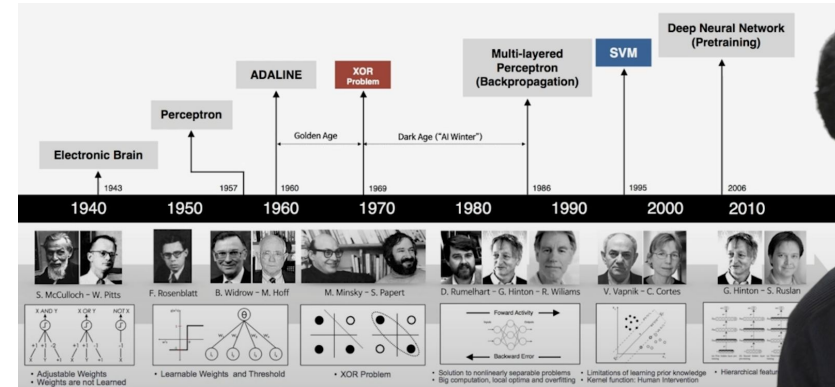 Deep Neural Network
(Pretraining)
Multi-layered
Perceptron
(Backpropagation)
SVM
ADALINE
XOR
Problem
Perceptron
Golden Age
Dark Age ("AI Winter")
Electronic Brain
1943
1957
1960
1969
1986
1995
2006
1940
1950
1960
1970
1980
1990
2000
2010
S. McCulloch – W. Pitts
F. Rosenblatt
B. Widrow – M. Hoff
M. Minsky – S. Papert
D. Rumelhart – G. Hinton – R. Wiliams
V. Vapnik – C. Cortes
G. Hinton – S. Ruslan
X AND Y
X OR Y
NOT X
Foward Activity
Backward Error
• Adjustable Weights
• Weights are not Learned
• Learnable Weights and Threshold
• XOR Problem
• Solution to nonlinearly separable problems
• Big computation, local optima and overfitting
• Limitations of learning prior knowledge
• Kernel function: Human Intervention
• Hierarchical